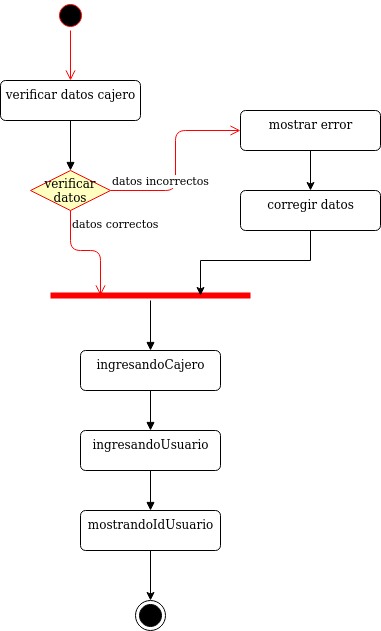 verificar datos cajero
mostrar error
verificar
datos
datos incorrectos
corregir datos
datos correctos
ingresandoCajero
ingresandoUsuario
mostrandoIdUsuario